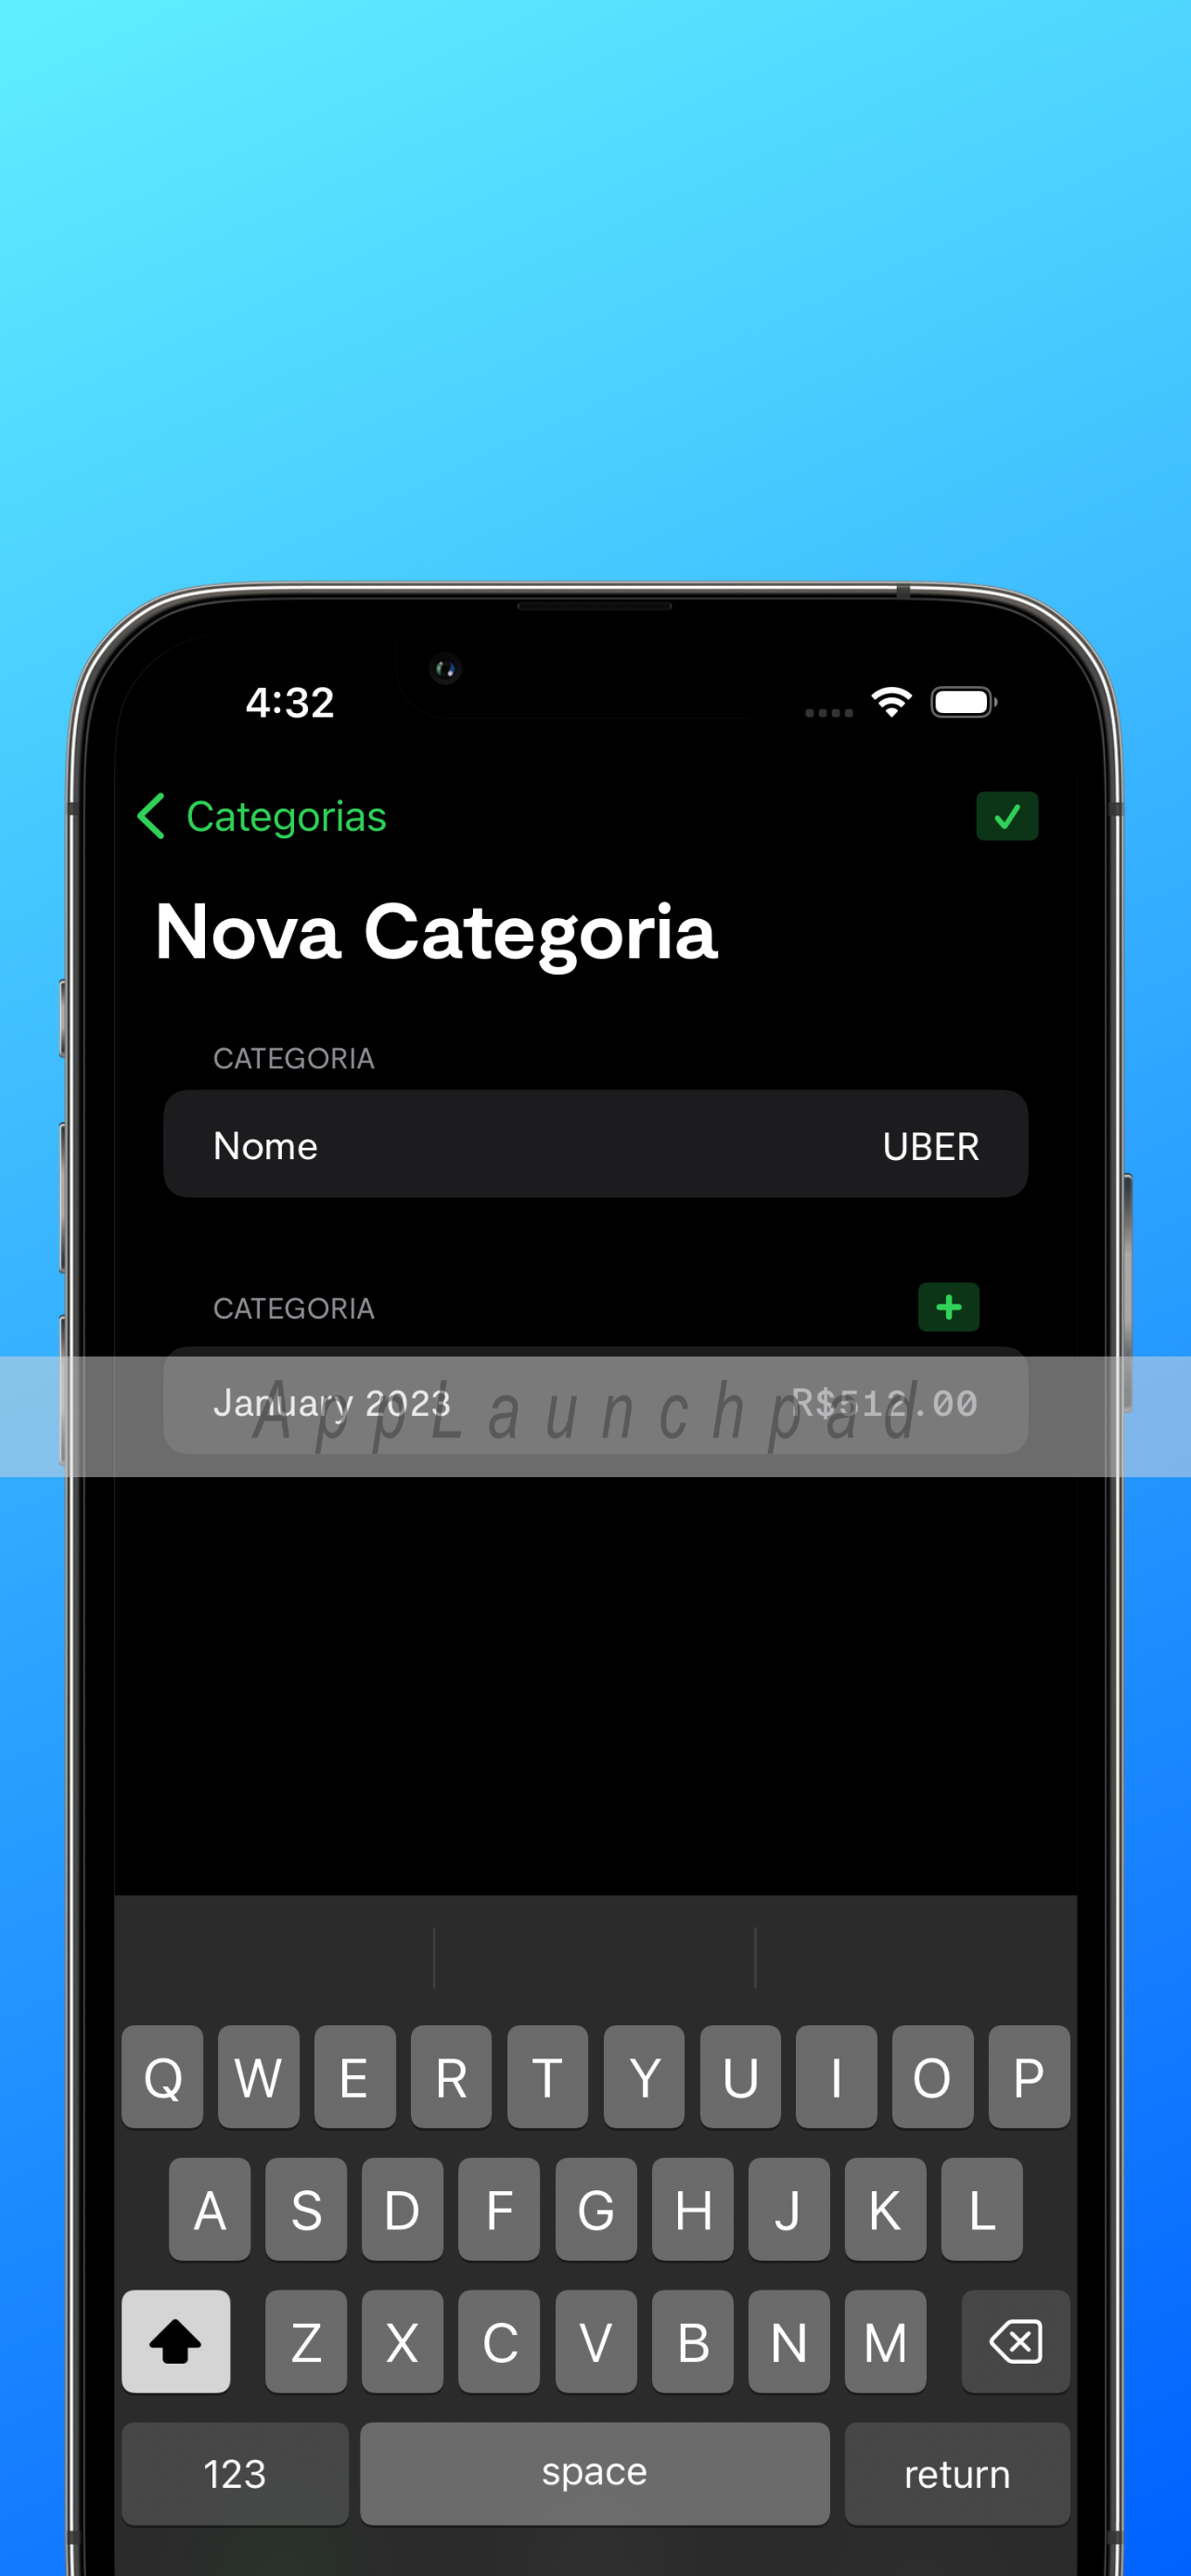 4:32
Categorias
Nova Categoria
CATEGORIA
Nome UBER
CATEGORIA
January 2023 R$512.00
AppLaunchpad
Q W E R T Y U I O P
A S D F G H J K L
Z X C V B N M
123 space return